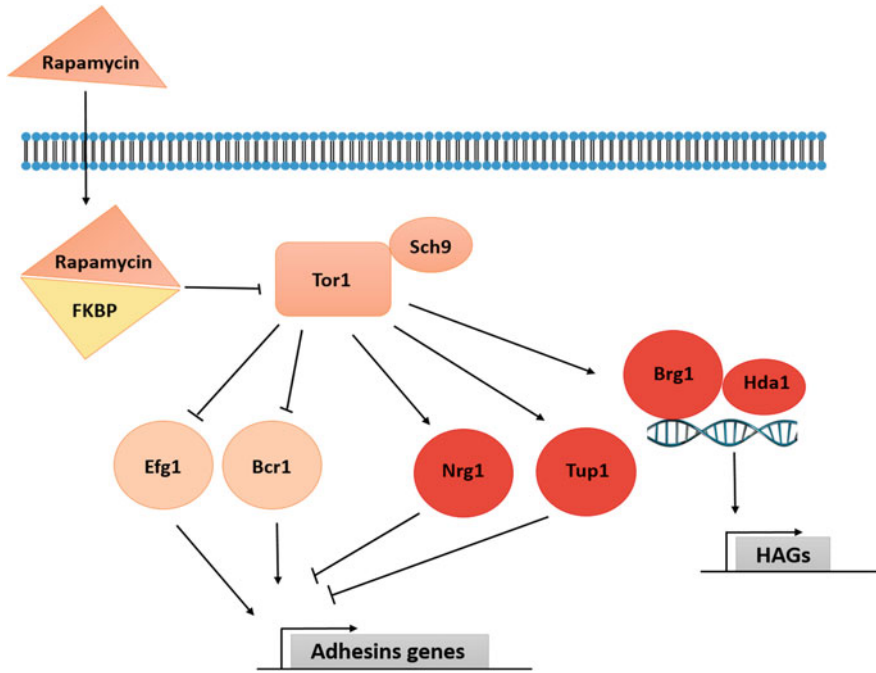 Rapamycin
Rapamycin
FKBP
Sch9
Tor1
Brg1
Hda1
Efg1
Bcr1
Nrg1
Tup1
HAGs
Adhesins genes